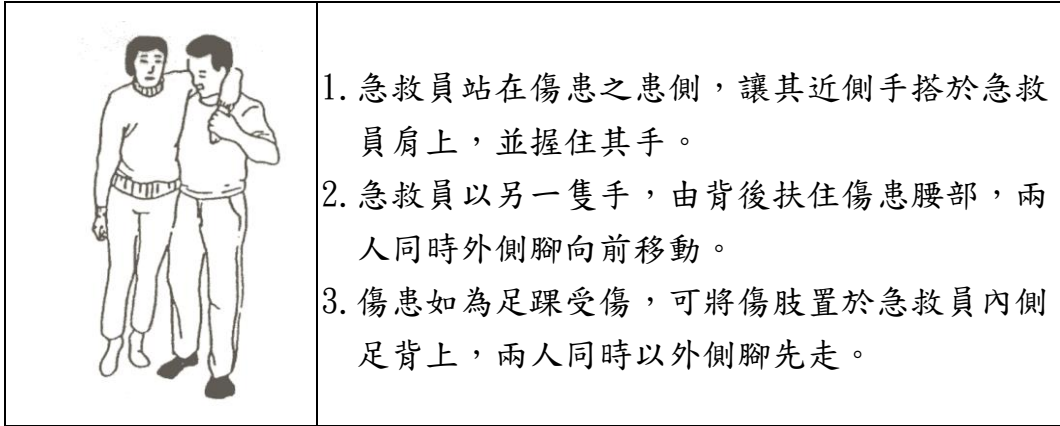 1.急救員站在傷患之患側，讓其近側手搭於急救
員肩上，並握住其手。
2.急救員以另一隻手，由背後扶住傷患腰部，兩
人同時外側腳向前移動。
3.傷患如為足踝受傷，可將傷肢置於急救員內側
足背上，兩人同時以外側腳先走。